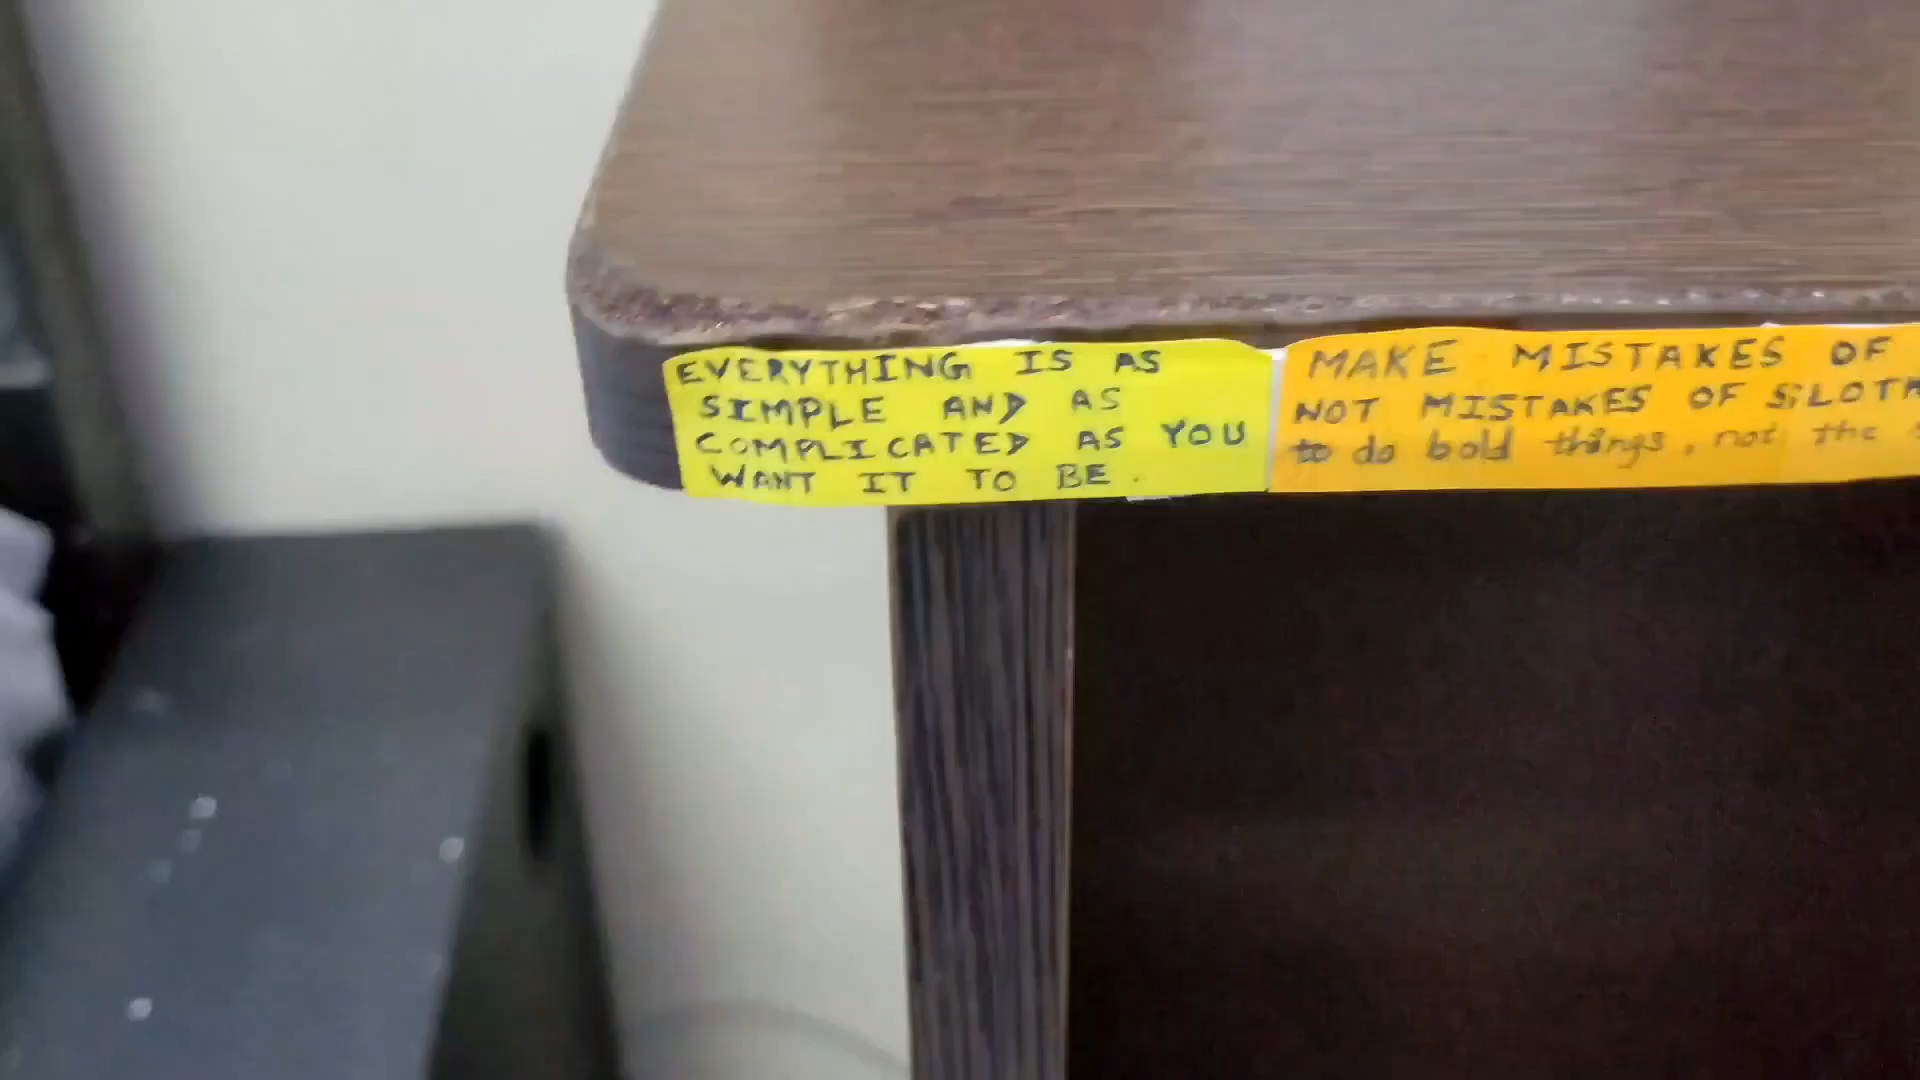 EVERYTHING IS AS
SIMPLE AND AS
COMPLICATED AS YOU
WANT IT TO BE.
MAKE MISTAKES OF
NOT MISTAKES OF SLOTH
to do bold things, not the